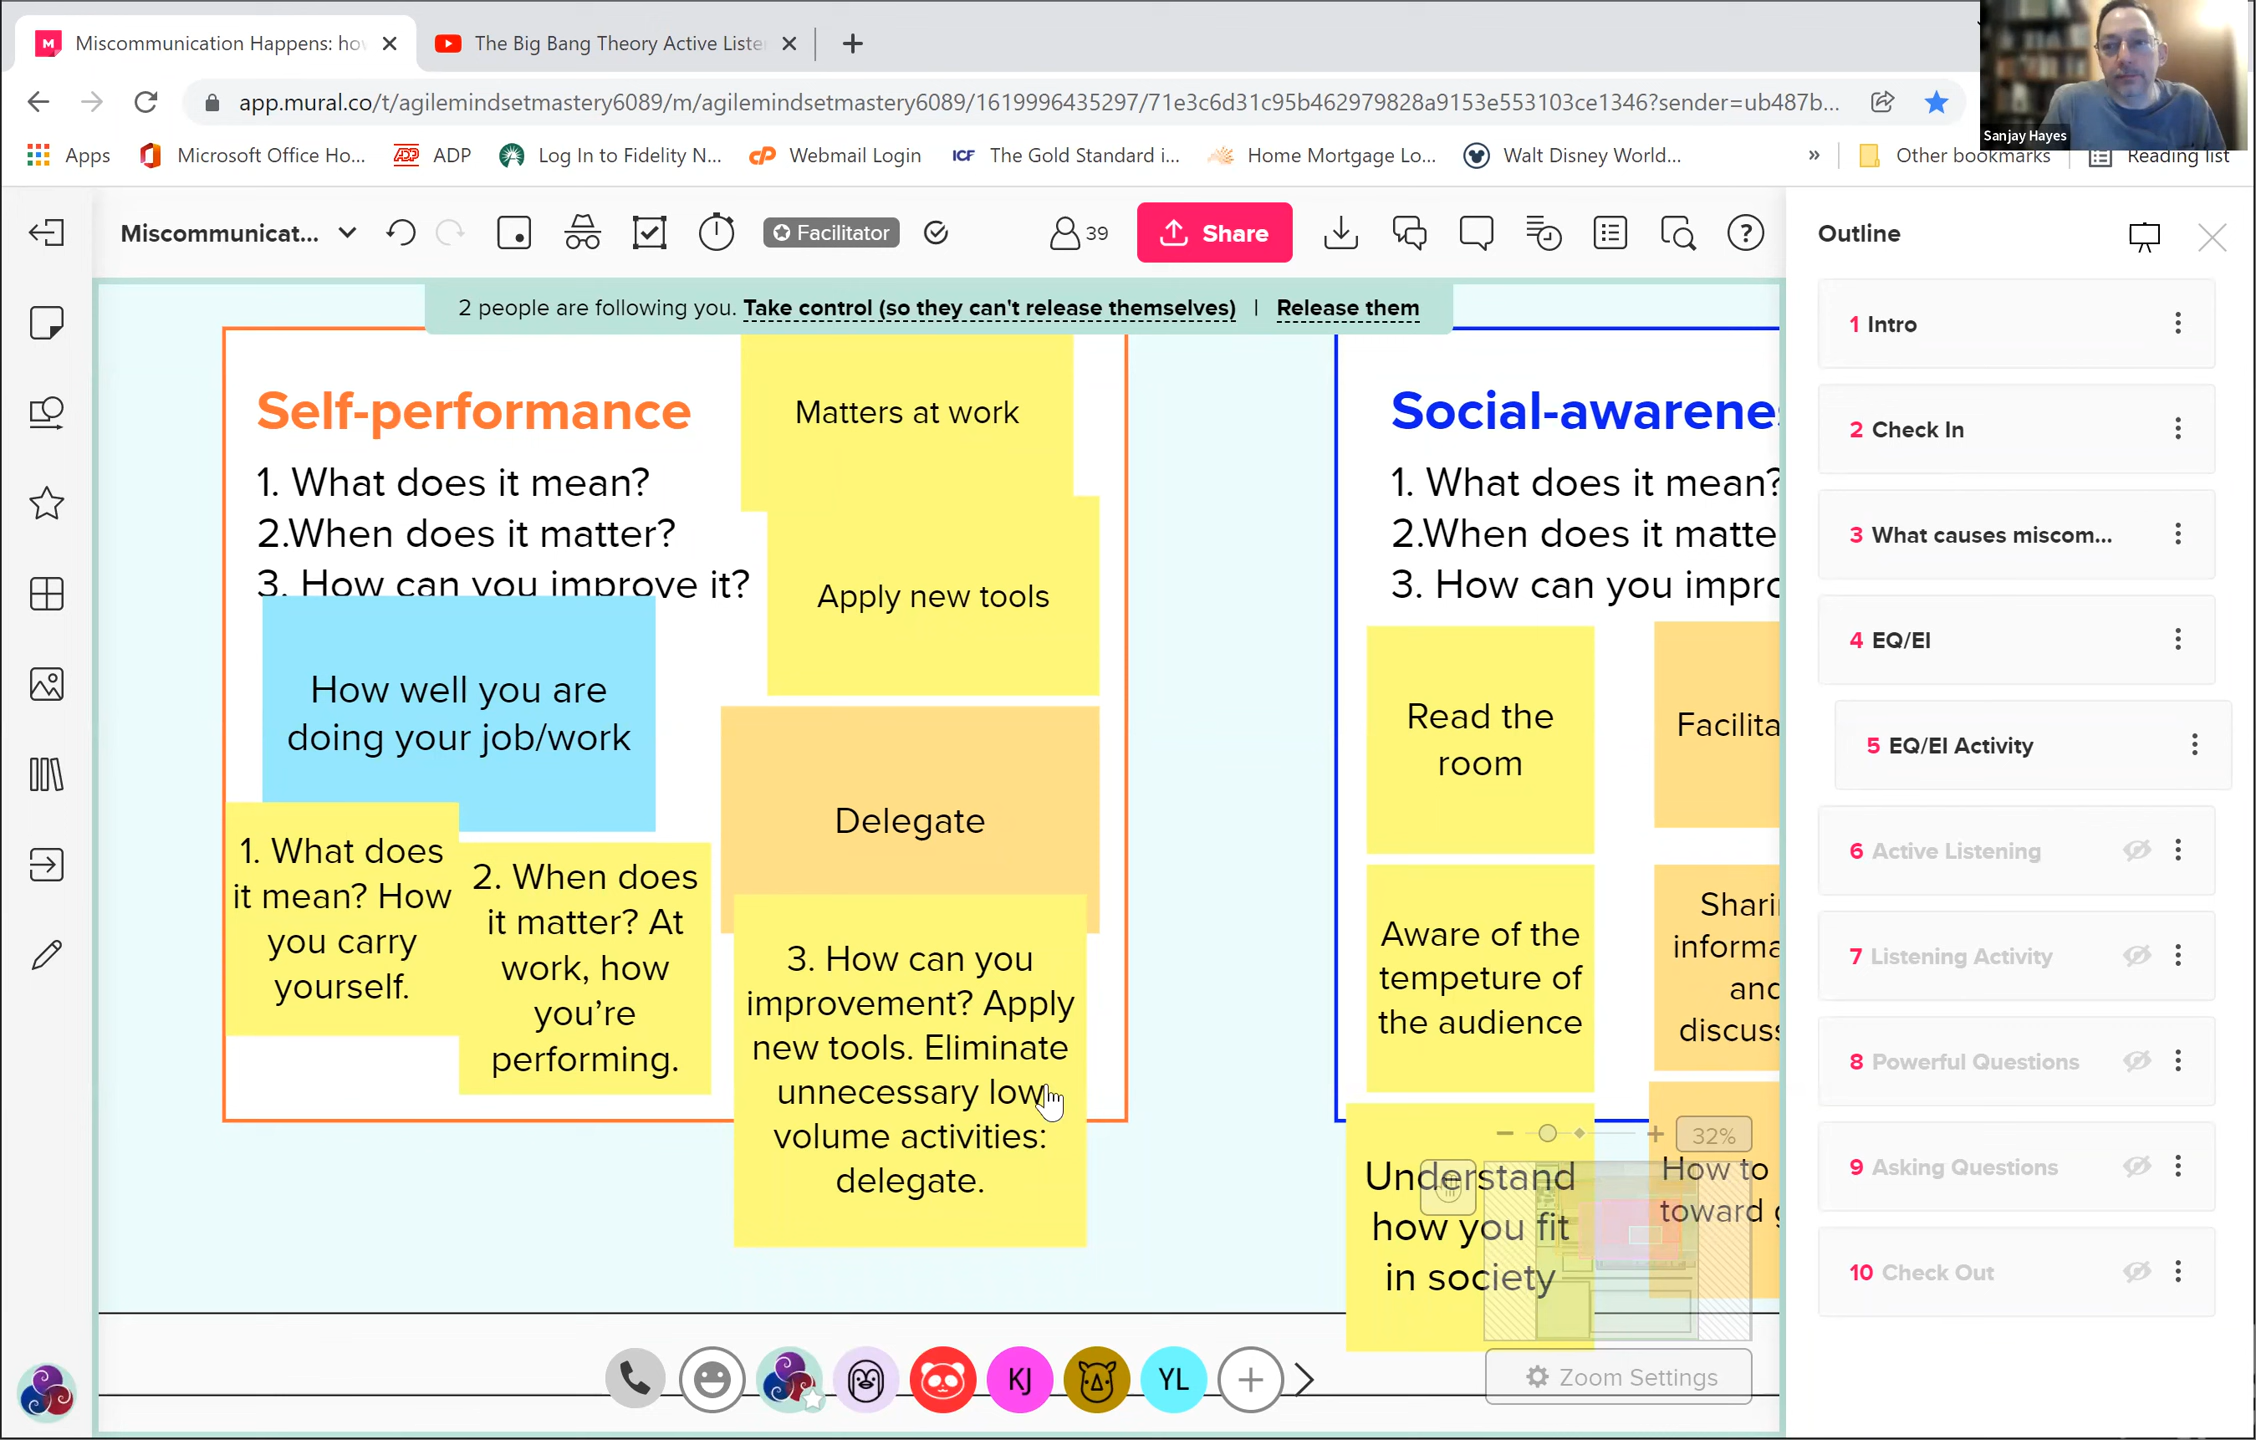 Miscommunication Happens: ho
The Big Bang Theory Active Liste
app.mural.co/t/agilemindsetmastery6089/m/agilemindsetmastery6089/1619996435297/71e3c6d31c95b462979828a9153e553103ce1346?sender=ub487b...
Sanjay Hayes
Apps
Microsoft Office Ho...
ADP
Log In to Fidelity N...
Webmail Login
ICF
The Gold Standard i...
Home Mortgage Lo...
Walt Disney World...
»
Other bookmarks
Reading list
Miscommunicat...
Facilitator
39
Share
?
2 people are following you. Take control (so they can't release themselves) | Release them
Self-performance
1. What does it mean?
2.When does it matter?
3. How can you improve it?
Matters at work
Apply new tools
How well you are
doing your job/work
Delegate
1. What does
it mean? How
you carry
yourself.
2. When does
it matter? At
work, how
you’re
performing.
3. How can you
improvement? Apply
new tools. Eliminate
unnecessary low
volume activities:
delegate.
Social-awarenes
1. What does it mean?
2.When does it matte
3. How can you impro
Read the
room
Facilita
Aware of the
tempeture of
the audience
Shari
informa
and
discuss
Understand
how you fit
in society
How to
toward g
32%
Zoom Settings
KJ
YL
Outline
1 Intro
2 Check In
3 What causes miscom...
4 EQ/EI
5 EQ/EI Activity
6 Active Listening
7 Listening Activity
8 Powerful Questions
9 Asking Questions
10 Check Out